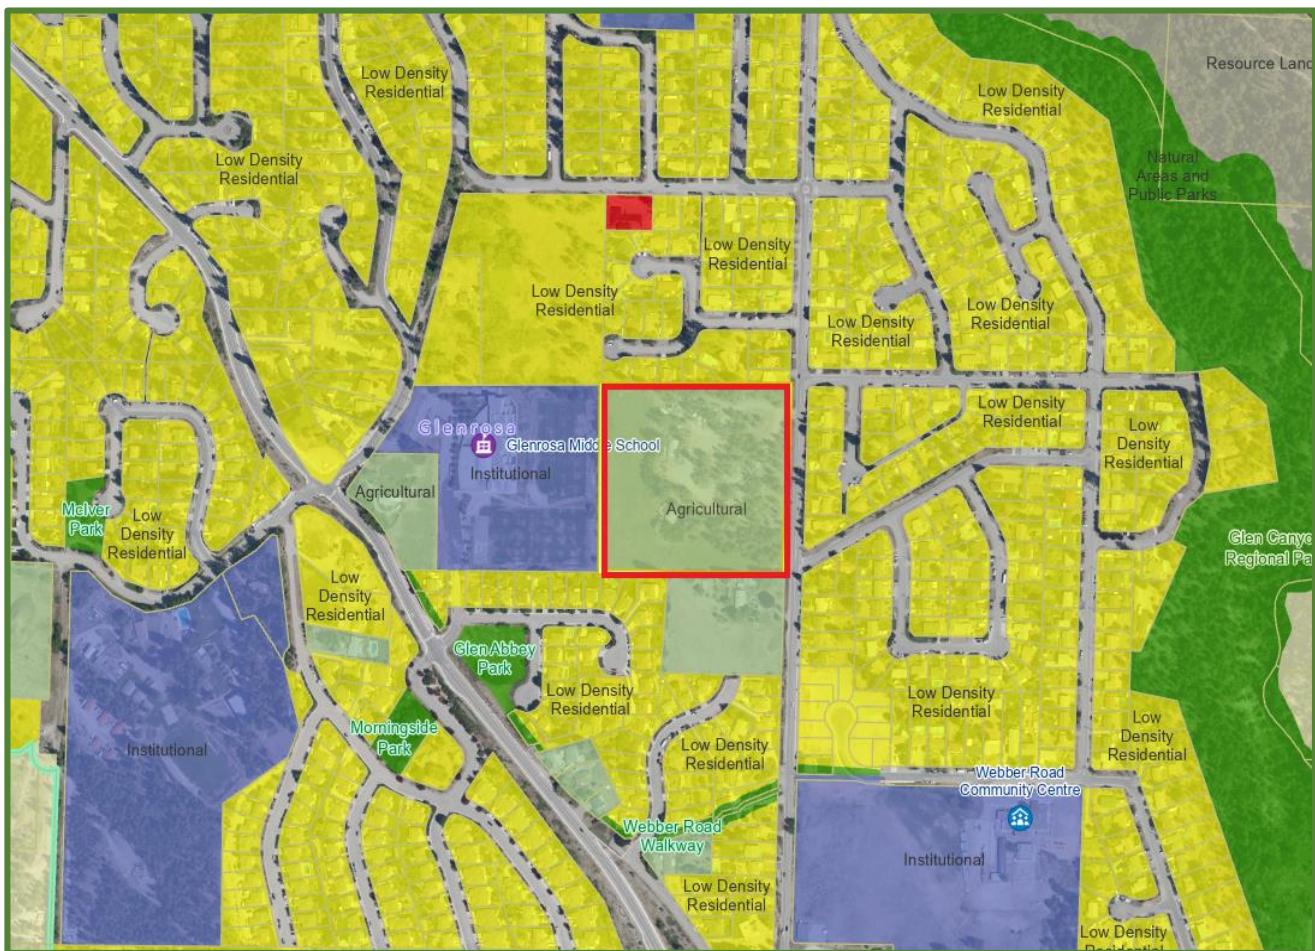 Resource Land
Low Density
Residential
Low Density
Residential
Low Density
Residential
Natural
Areas and
Public Parks
Low Density
Residential
Low Density
Residential
Low Density
Residential
Low Density
Residential
Low Density
Residential
Low
Density
Residential
Glenrosa
Glenrosa Middle School
Institutional
Agricultural
Agricultural
McIver
Park
Low
Density
Residential
Glen Canyo
Regional Pa
Low
Density
Residential
Glen Abbey
Park
Low Density
Residential
Low Density
Residential
Morningside
Park
Institutional
Low Density
Residential
Low
Density
Residential
Webber Road
Community Centre
Webber Road
Walkway
Institutional
Low Density
Residential
Low Density
Residential